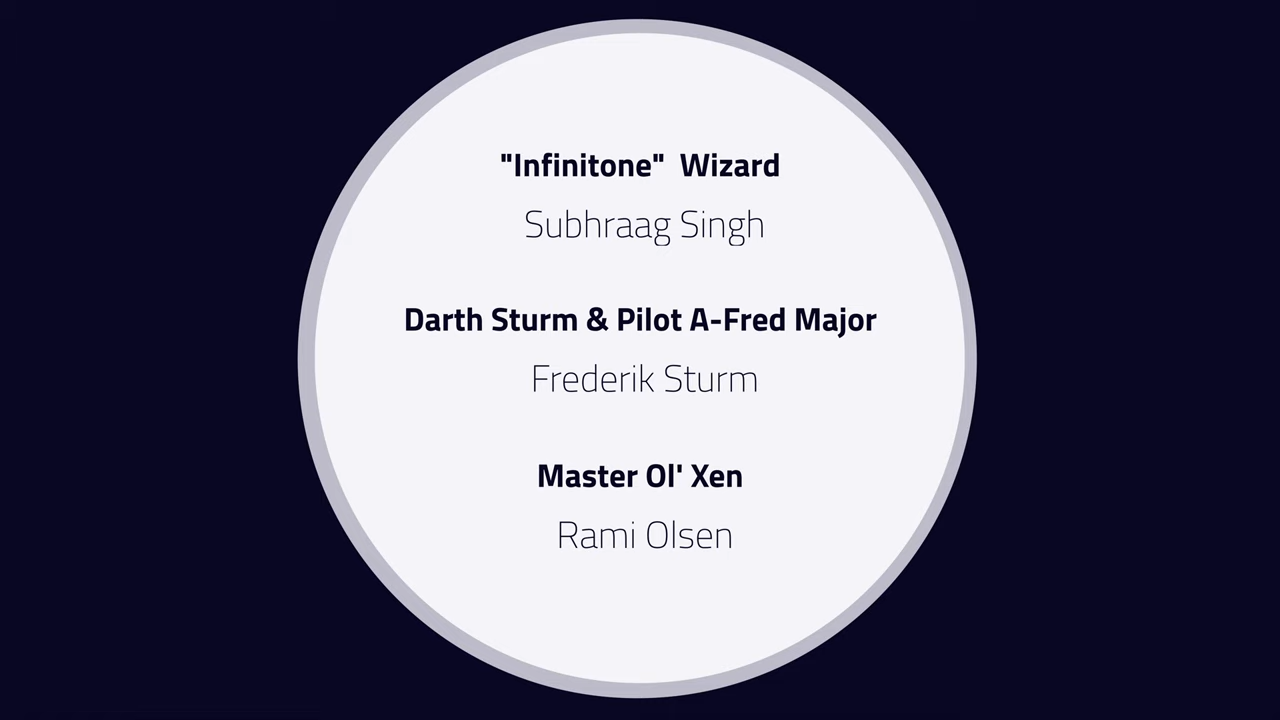 "Infinitone"  Wizard
Subhraag Singh
Darth Sturm & Pilot A-Fred Major
Frederik Sturm
Master Ol' Xen
Rami Olsen